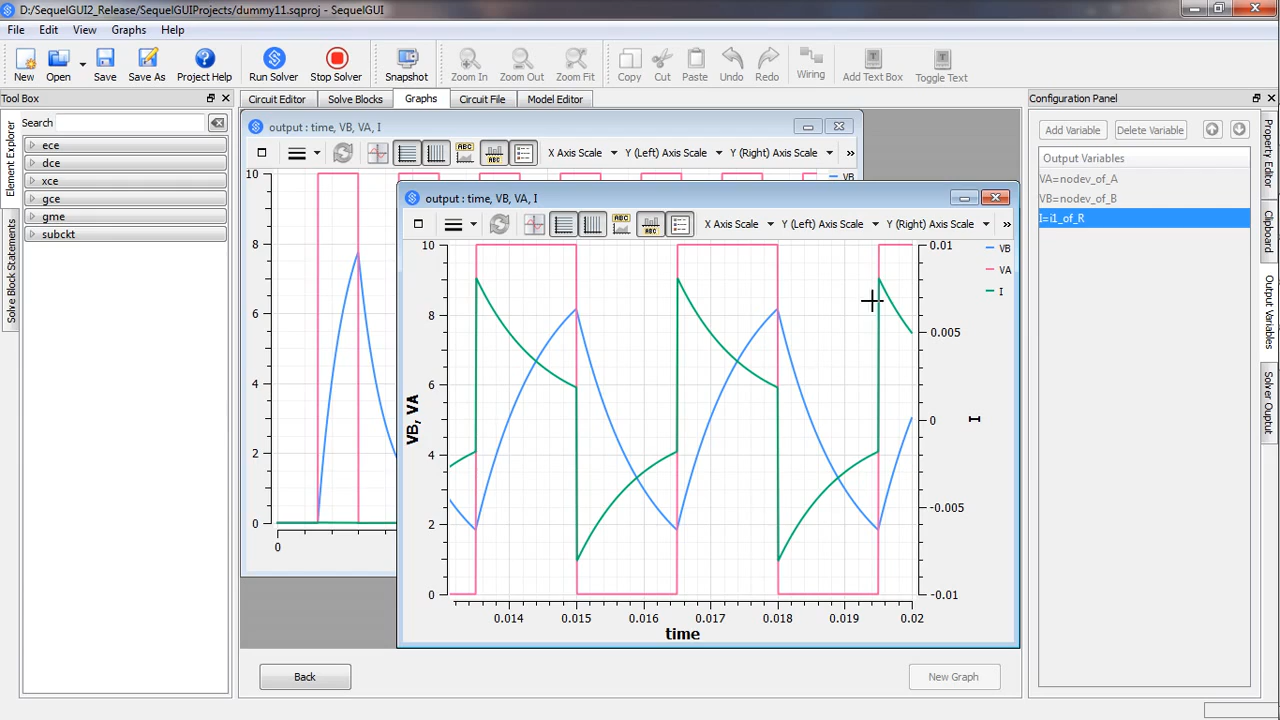 D:/SequelGUI2_Release/SequelGUIProjects/dummy11.sqproj - SequelGUI
File Edit View Graphs Help
New Open Save Save As Project Help Run Solver Stop Solver Snapshot Zoom In Zoom Out Zoom Fit Copy Cut Paste Undo Redo Wiring Add Text Box Toggle Text
Tool Box
Circuit Editor Solve Blocks Graphs Circuit File Model Editor
Configuration Panel
Element Explorer
Solve Block Statements
Search
ece
dce
xce
gce
gme
subckt
output : time, VB, VA, I
ABC ABC X Axis Scale Y (Left) Axis Scale Y (Right) Axis Scale »
VB
10
8
6
4
2
0
0
output : time, VB, VA, I
ABC ABC X Axis Scale Y (Left) Axis Scale Y (Right) Axis Scale »
VB
VA
I
10
8
6
4
2
0
VB, VA
0.01
0.005
0
-0.005
-0.01
I
0.014 0.015 0.016 0.017 0.018 0.019 0.02
time
Back New Graph
Add Variable Delete Variable
Output Variables
VA=nodev_of_A
VB=nodev_of_B
I=i1_of_R
Property Editor
Clipboard
Output Variables
Solver Ouptut